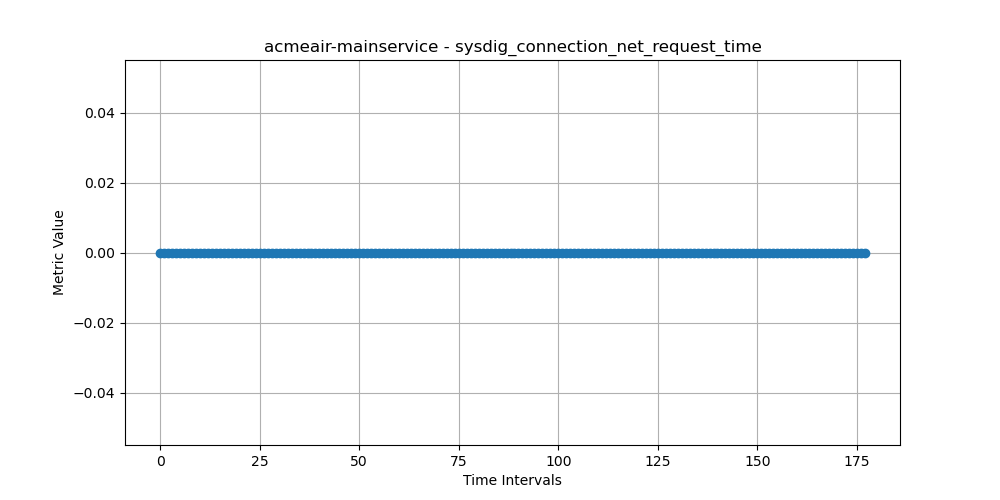 acmeair-mainservice - sysdig_connection_net_request_time
0.04
0.02
0.00
−0.02
−0.04
Metric Value
0 25 50 75 100 125 150 175
Time Intervals